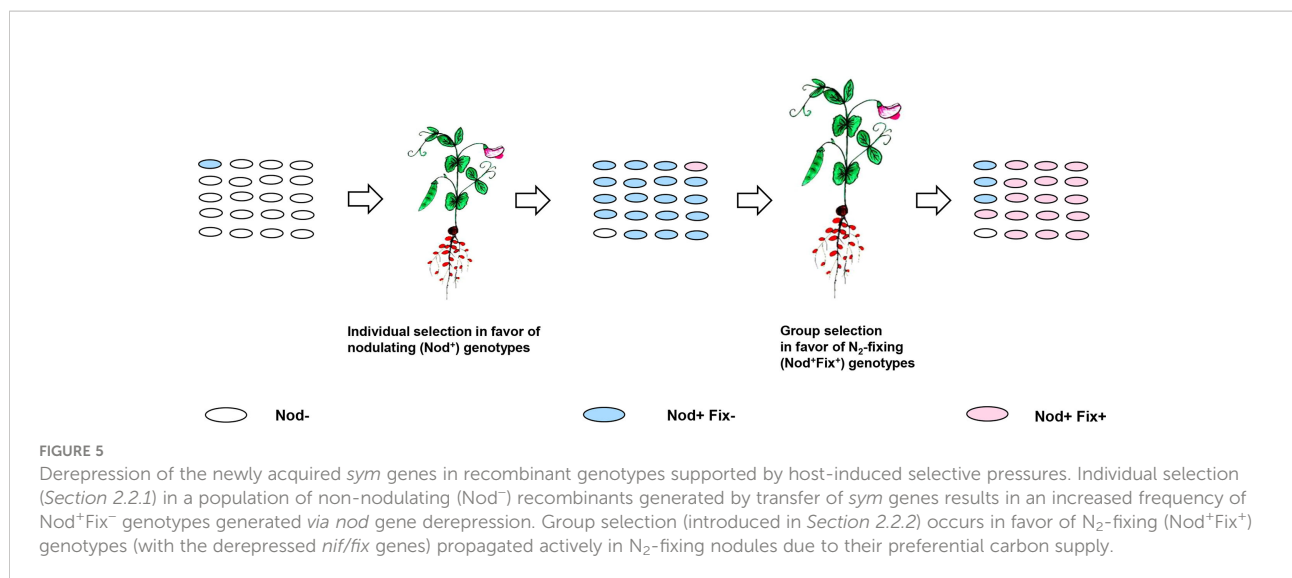 Individual selection in favor of
nodulating (Nod⁺) genotypes
Group selection
in favor of N₂-fixing
(Nod⁺Fix⁺) genotypes
Nod-
Nod+ Fix-
Nod+ Fix+
FIGURE 5
Derepression of the newly acquired sym genes in recombinant genotypes supported by host-induced selective pressures. Individual selection
(Section 2.2.1) in a population of non-nodulating (Nod⁻) recombinants generated by transfer of sym genes results in an increased frequency of
Nod⁺Fix⁻ genotypes generated via nod gene derepression. Group selection (introduced in Section 2.2.2) occurs in favor of N₂-fixing (Nod⁺Fix⁺)
genotypes (with the derepressed nif/fix genes) propagated actively in N₂-fixing nodules due to their preferential carbon supply.